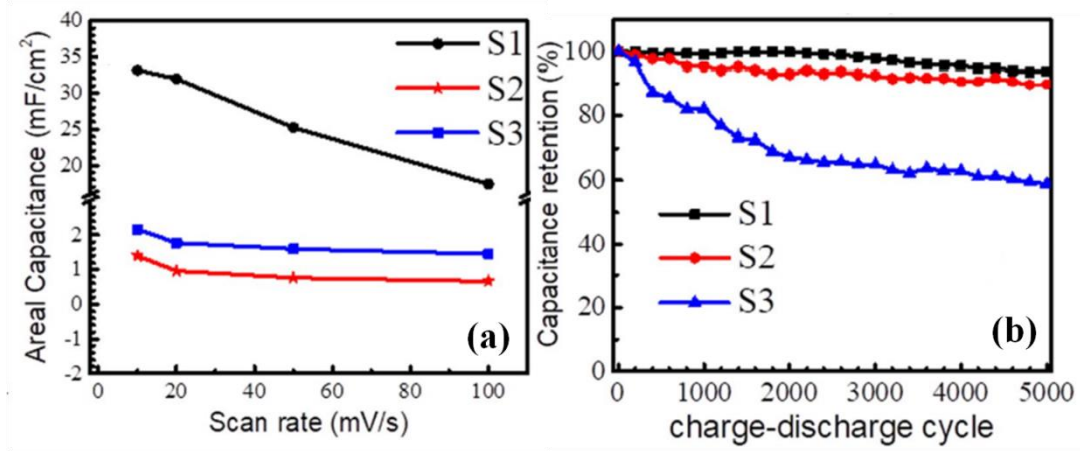 Areal Capacitance (mF/cm²)
40
35
30
25
20
2
1
0
-1
-2
0
20
40
60
80
100
Scan rate (mV/s)
S1
S2
S3
(a)
Capacitance retention (%)
100
80
60
40
20
0
0
1000
2000
3000
4000
5000
charge-discharge cycle
S1
S2
S3
(b)